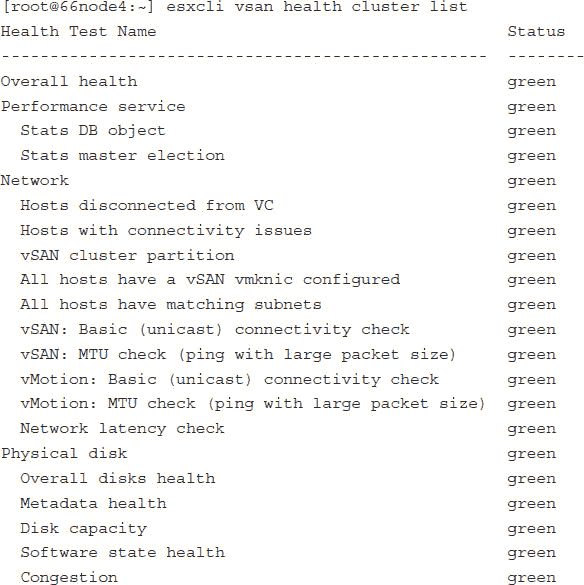 [root@66node4:~] esxcli vsan health cluster list
Health Test Name Status
------------------------------------------------- --------
Overall health green
Performance service green
Stats DB object green
Stats master election green
Network green
Hosts disconnected from VC green
Hosts with connectivity issues green
vSAN cluster partition green
All hosts have a vSAN vmknic configured green
All hosts have matching subnets green
vSAN: Basic (unicast) connectivity check green
vSAN: MTU check (ping with large packet size) green
vMotion: Basic (unicast) connectivity check green
vMotion: MTU check (ping with large packet size) green
Network latency check green
Physical disk green
Overall disks health green
Metadata health green
Disk capacity green
Software state health green
Congestion green